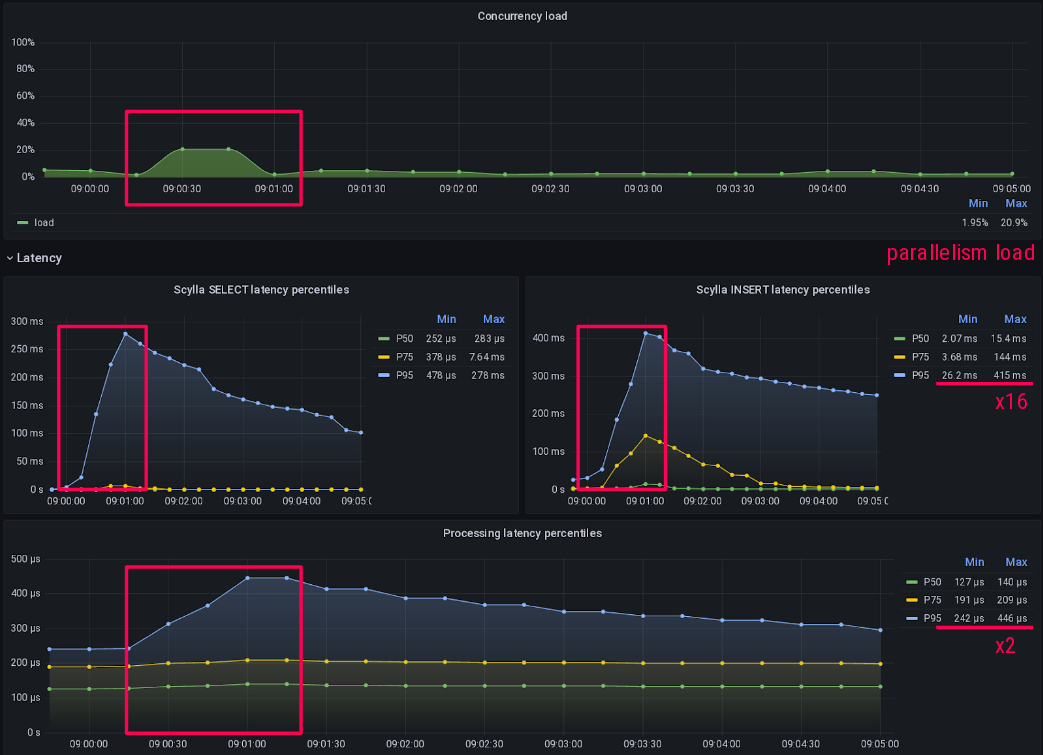 Concurrency load
100%
80%
60%
40%
20%
0%
09:00:00 09:00:30 09:01:00 09:01:30 09:02:00 09:02:30 09:03:00 09:03:30 09:04:00 09:04:30 09:05:00
Min Max
load 1.95% 20.9%
parallelism load
Latency
Scylla SELECT latency percentiles
300 ms
250 ms
200 ms
150 ms
100 ms
50 ms
0 s
09:00:00 09:01:00 09:02:00 09:03:00 09:04:00 09:05:0
Min Max
P50 252 µs 283 µs
P75 378 µs 7.64 ms
P95 478 µs 278 ms
Scylla INSERT latency percentiles
400 ms
300 ms
200 ms
100 ms
0 s
09:00:00 09:01:00 09:02:00 09:03:00 09:04:00 09:05:0
Min Max
P50 2.07 ms 15.4 ms
P75 3.68 ms 144 ms
P95 26.2 ms 415 ms
x16
Processing latency percentiles
500 µs
400 µs
300 µs
200 µs
100 µs
0 s
09:00:00 09:00:30 09:01:00 09:01:30 09:02:00 09:02:30 09:03:00 09:03:30 09:04:00 09:04:30 09:05:00
Min Max
P50 127 µs 140 µs
P75 191 µs 209 µs
P95 242 µs 446 µs
x2